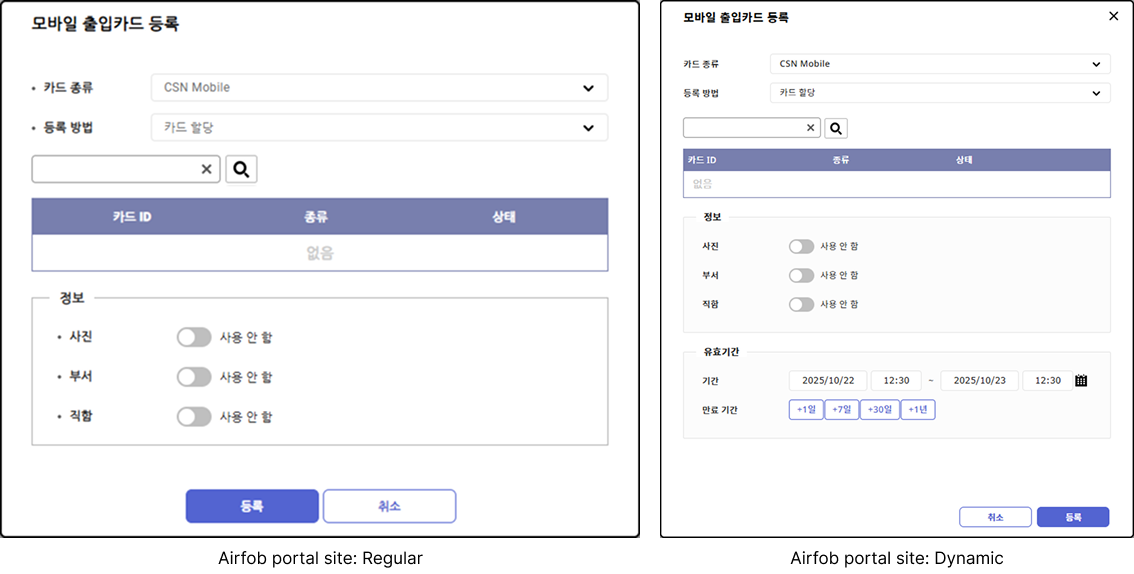 모바일 출입카드 등록
• 카드 종류 CSN Mobile
• 등록 방법 카드 할당
카드 ID 종류 상태
없음
정보
• 사진 사용 안 함
• 부서 사용 안 함
• 직함 사용 안 함
등록 취소
Airfob portal site: Regular
모바일 출입카드 등록
카드 종류 CSN Mobile
등록 방법 카드 할당
카드 ID 종류 상태
없음
정보
사진 사용 안 함
부서 사용 안 함
직함 사용 안 함
유효기간
기간 2025/10/22 12:30 ~ 2025/10/23 12:30
만료 기간 +1일 +7일 +30일 +1년
취소 등록
Airfob portal site: Dynamic